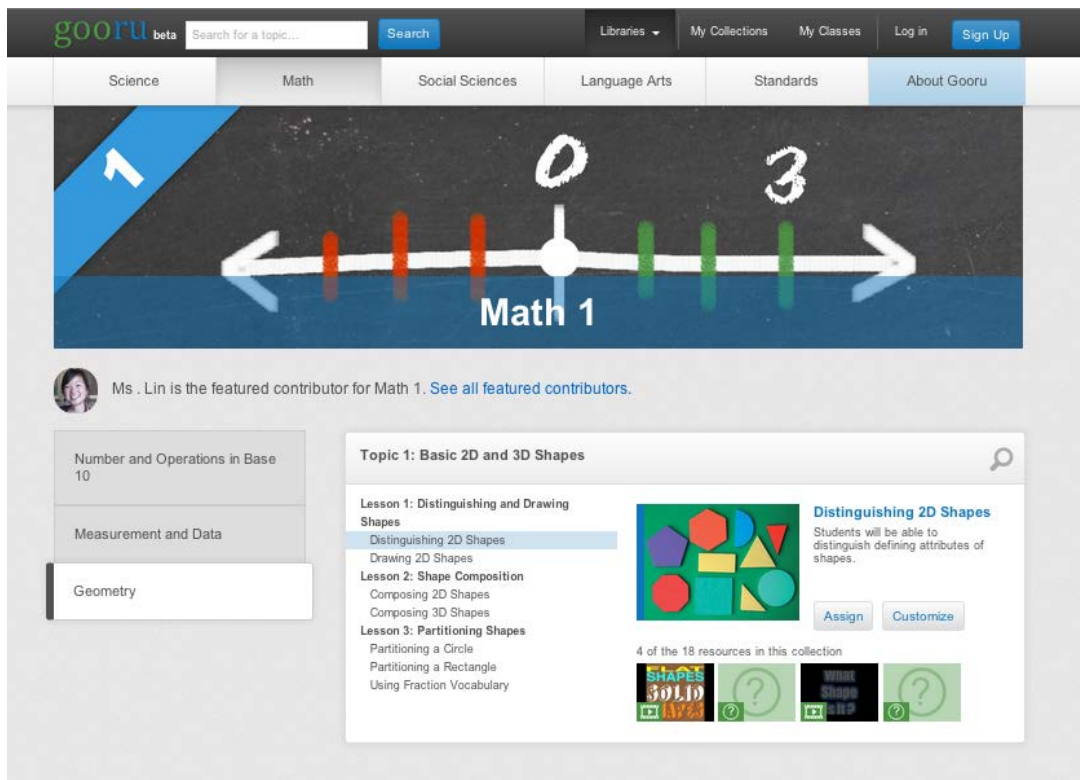 gooru beta Search for a topic... Search Libraries My Collections My Classes Log in Sign Up
Science Math Social Sciences Language Arts Standards About Gooru
1
0 3
Math 1
Ms . Lin is the featured contributor for Math 1. See all featured contributors.
Number and Operations in Base
10
Measurement and Data
Geometry
Topic 1: Basic 2D and 3D Shapes
Lesson 1: Distinguishing and Drawing
Shapes
Distinguishing 2D Shapes
Drawing 2D Shapes
Lesson 2: Shape Composition
Composing 2D Shapes
Composing 3D Shapes
Lesson 3: Partitioning Shapes
Partitioning a Circle
Partitioning a Rectangle
Using Fraction Vocabulary
Distinguishing 2D Shapes
Students will be able to
distinguish defining attributes of
shapes.
Assign Customize
4 of the 18 resources in this collection
FLAT
SHAPES
SOLID
SHAPES
?
?
What
Shape
is it?
?
?